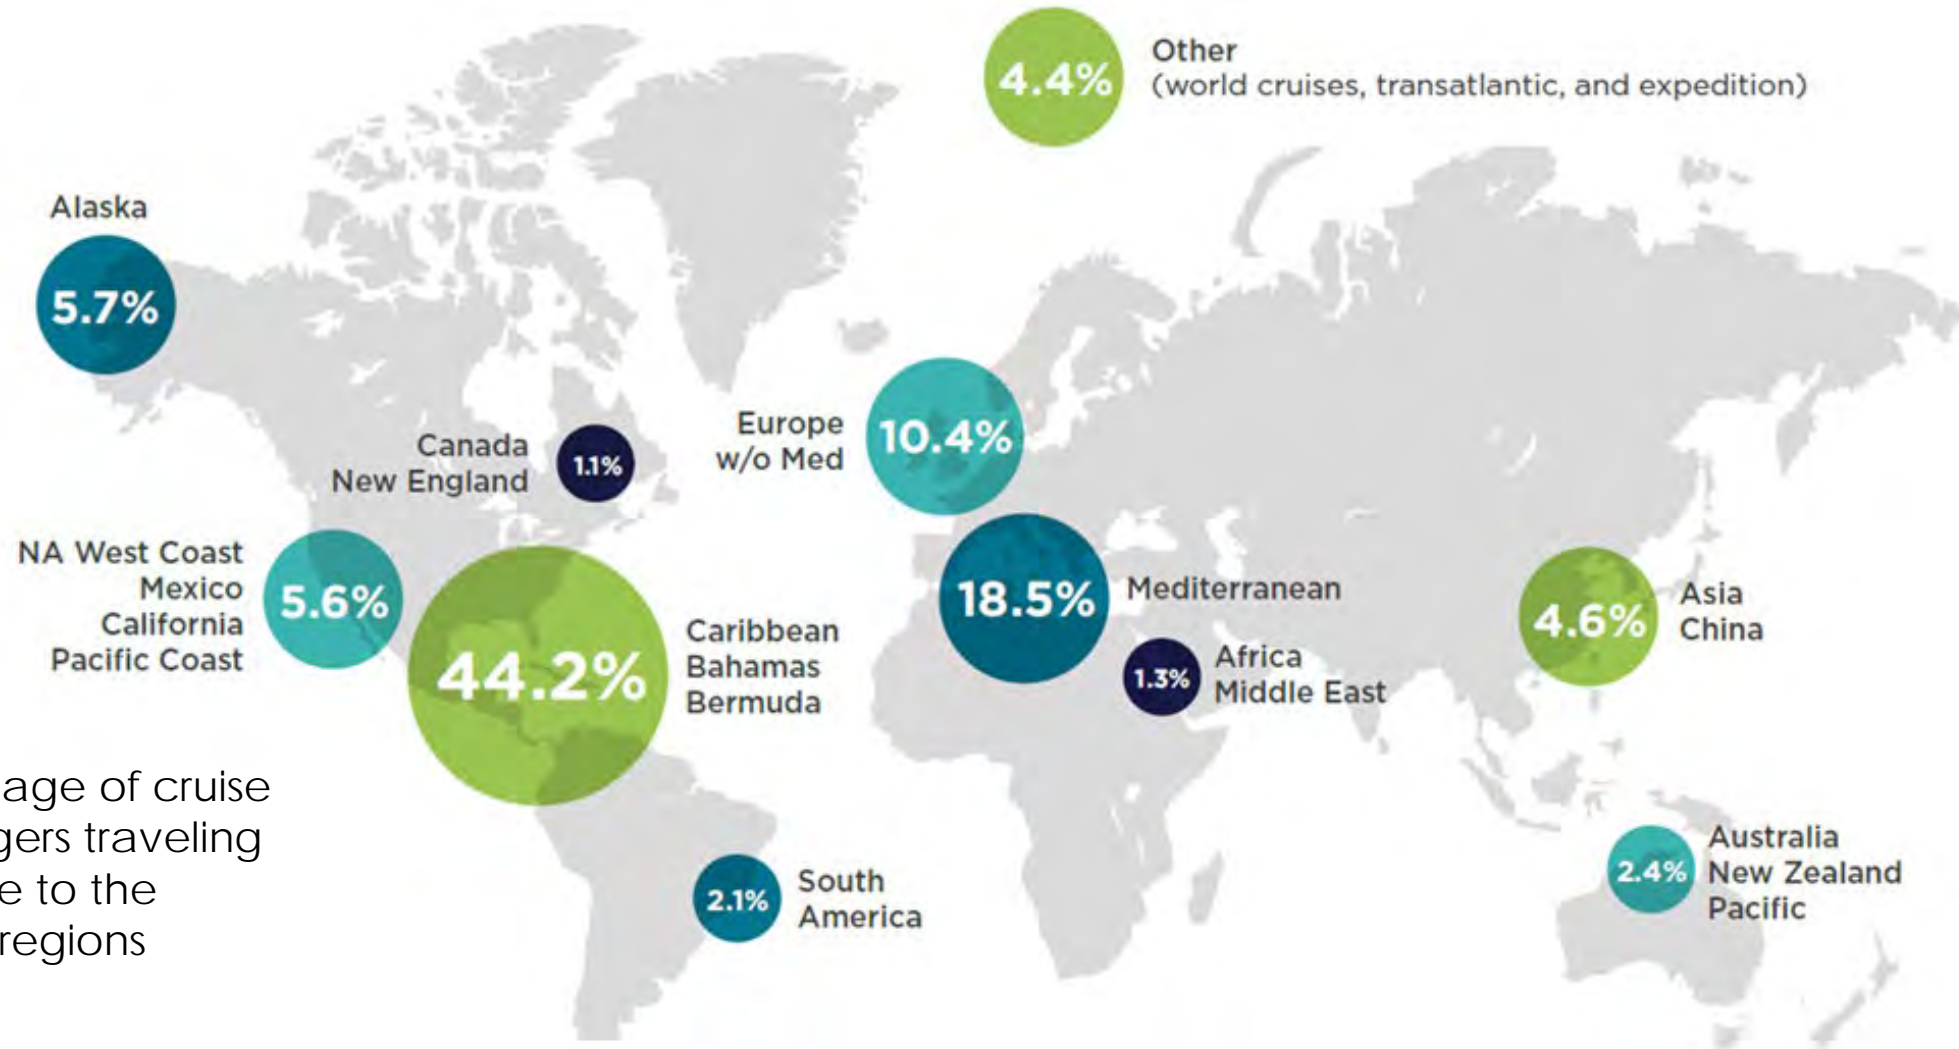 4.4%
Other
(world cruises, transatlantic, and expedition)
Alaska
5.7%
Canada
New England
1.1%
Europe
w/o Med
10.4%
NA West Coast
Mexico
California
Pacific Coast
5.6%
44.2%
Caribbean
Bahamas
Bermuda
18.5%
Mediterranean
1.3%
Africa
Middle East
4.6%
Asia
China
2.1%
South
America
2.4%
Australia
New Zealand
Pacific
age of cruise
gers traveling
e to the
regions